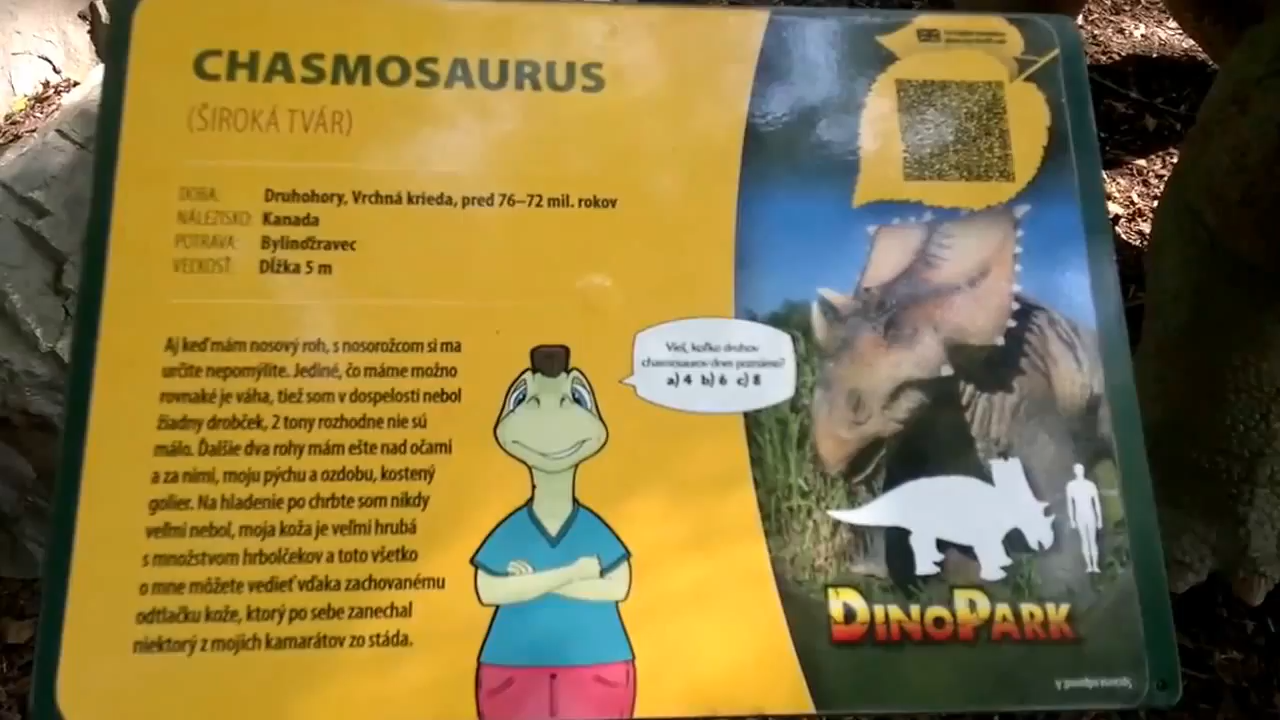 CHASMOSAURUS
(ŠIROKÁ TVÁR)
DOBA: Druhohory, Vrchná krieda, pred 76–72 mil. rokov
NÁLEZISKO: Kanada
POTRAVA: Bylinožravec
VEĽKOSŤ: Dĺžka 5 m
Aj keď mám nosový roh, s nosorožcom si ma
určite nepomýlite. Jediné, čo máme možno
rovnaké je váha, tiež som v dospelosti nebol
žiadny drobček, 2 tony rozhodne nie sú
málo. Ďalšie dva rohy mám ešte nad očami
a za nimi, moju pýchu a ozdobu, kostený
golier. Na hladenie po chrbte som nikdy
veľmi nebol, moja koža je veľmi hrubá
s množstvom hrbolčekov a toto všetko
o mne môžete vedieť vďaka zachovanému
odtlačku kože, ktorý po sebe zanechal
niektorý z mojich kamarátov zo stáda.
Vieš, koľko druhov
chasmosaurov dnes poznáme?
a) 4 b) 6 c) 8
DINOPARK
Správna odpoveď: A